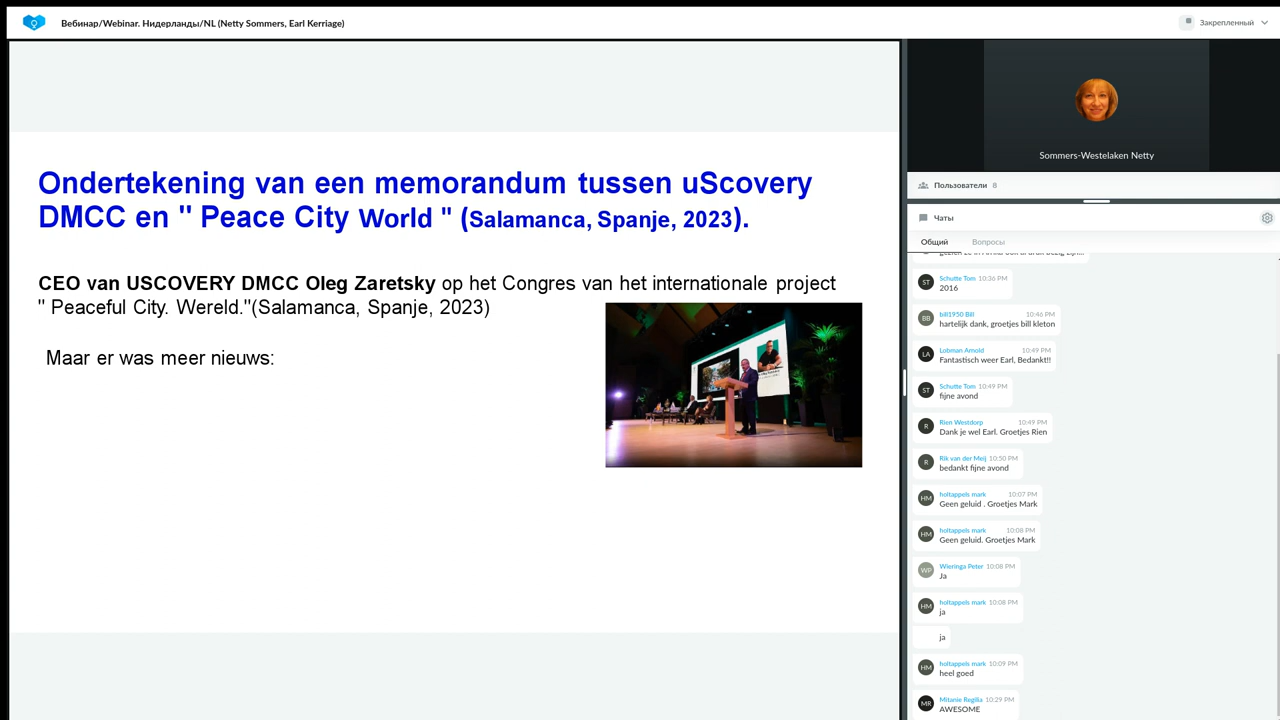 Вебинар/Webinar. Нидерланды/NL (Netty Sommers, Earl Kerriage)
Закрепленный
Ondertekening van een memorandum tussen uScovery
DMCC en " Peace City World " (Salamanca, Spanje, 2023).
CEO van USCOVERY DMCC Oleg Zaretsky op het Congres van het internationale project
" Peaceful City. Wereld."(Salamanca, Spanje, 2023)
Maar er was meer nieuws:
Sommers-Westelaken Netty
Пользователи 8
Чаты
Общий Вопросы
ST Schutte Tom 10:36 PM
2016
BB bill1950 Bill 10:46 PM
hartelijk dank, groetjes bill kleton
LA Lobman Arnold 10:49 PM
Fantastisch weer Earl, Bedankt!!
ST Schutte Tom 10:49 PM
fijne avond
R Rien Westdorp 10:49 PM
Dank je wel Earl. Groetjes Rien
R Rik van der Meij 10:50 PM
bedankt fijne avond
HM holtappels mark 10:07 PM
Geen geluid . Groetjes Mark
HM holtappels mark 10:08 PM
Geen geluid. Groetjes Mark
WP Wieringa Peter 10:08 PM
Ja
HM holtappels mark 10:08 PM
ja
ja
HM holtappels mark 10:09 PM
heel goed
MR Mitanie Regilia 10:29 PM
AWESOME